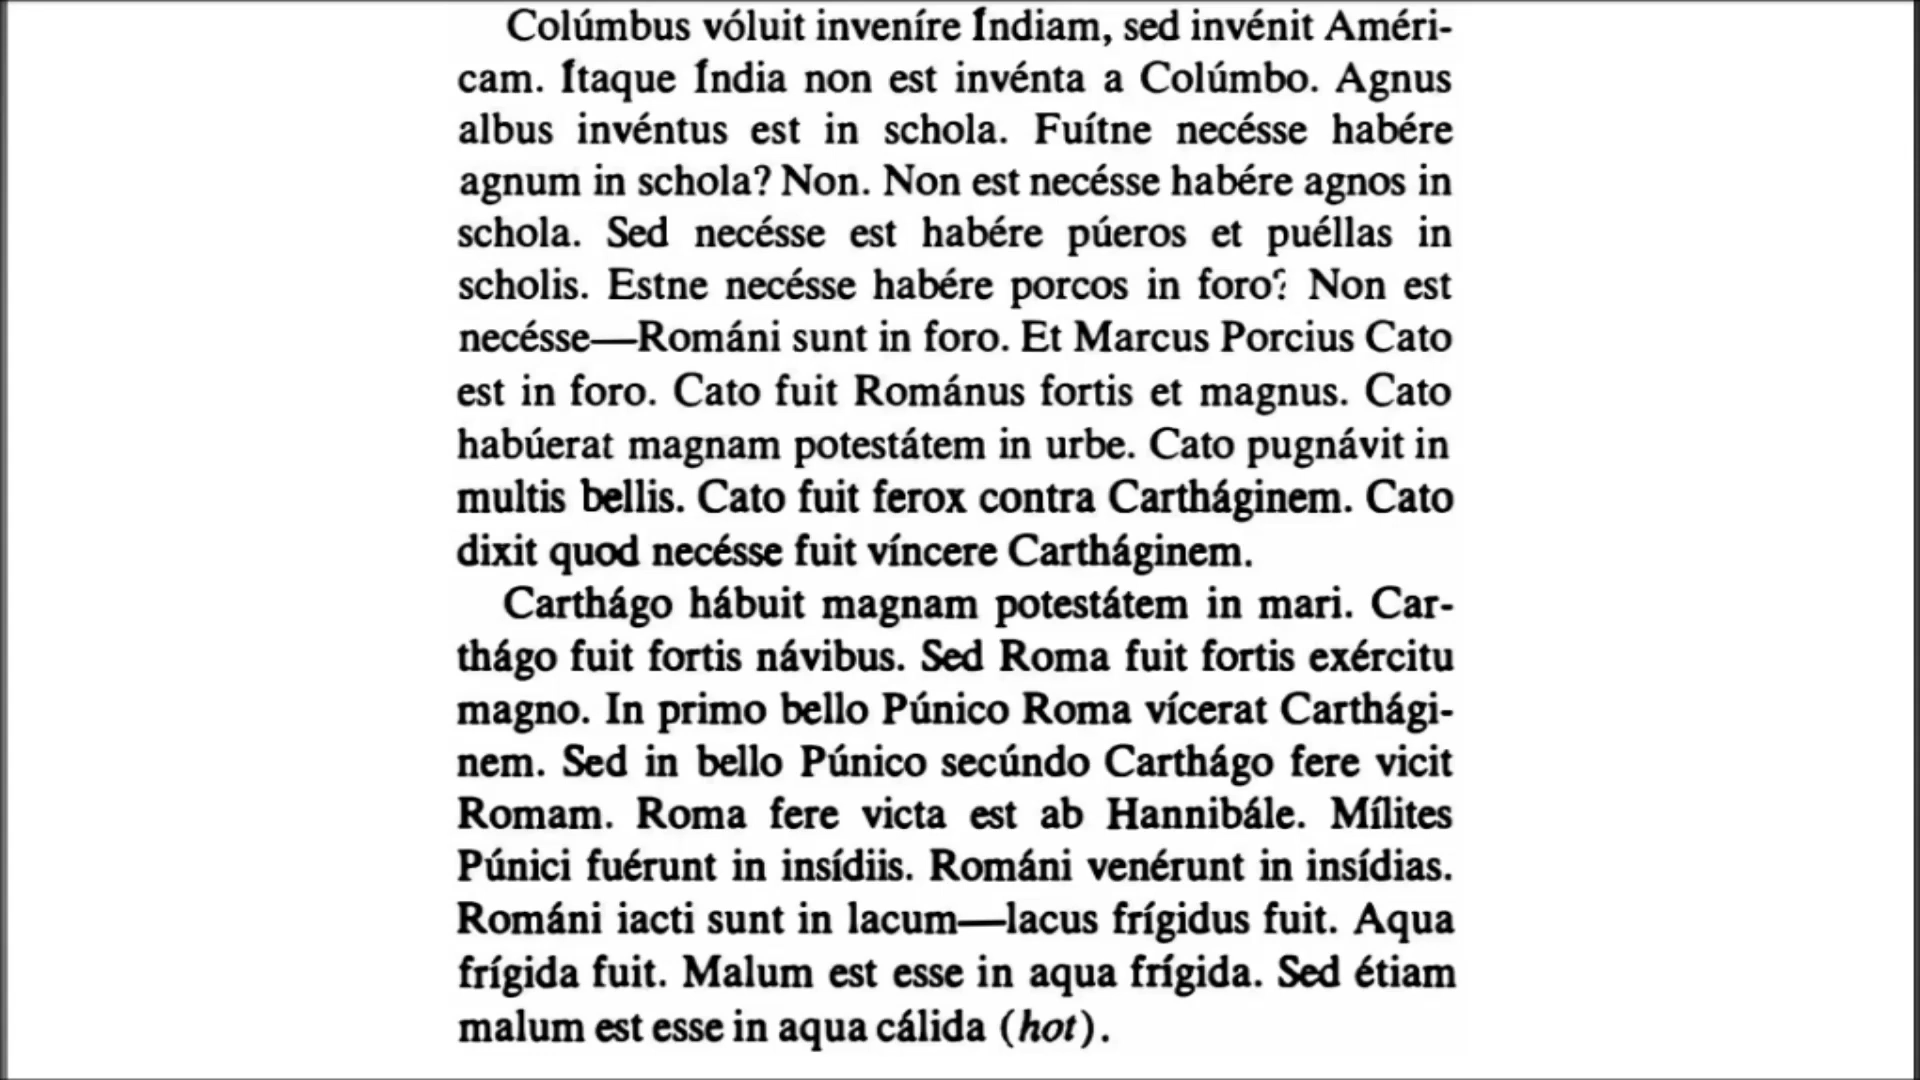 Colúmbus vóluit inveníre Índiam, sed invénit Améri-
cam. Ítaque Índia non est invénta a Colúmbo. Agnus
albus invéntus est in schola. Fuítne necésse habére
agnum in schola? Non. Non est necésse habére agnos in
schola. Sed necésse est habére púeros et puéllas in
scholis. Estne necésse habére porcos in foro? Non est
necésse—Románi sunt in foro. Et Marcus Porcius Cato
est in foro. Cato fuit Románus fortis et magnus. Cato
habúerat magnam potestátem in urbe. Cato pugnávit in
multis bellis. Cato fuit ferox contra Cartháginem. Cato
dixit quod necésse fuit víncere Cartháginem.
Carthágo hábuit magnam potestátem in mari. Car-
thágo fuit fortis návibus. Sed Roma fuit fortis exércitu
magno. In primo bello Púnico Roma vícerat CartHági-
nem. Sed in bello Púnico secúndo Carthágo fere vicit
Romam. Roma fere victa est ab Hannibále. Mílites
Púnici fuérunt in insídiis. Románi venérunt in insídias.
Románi iacti sunt in lacum—lacus frígidus fuit. Aqua
frígida fuit. Malum est esse in aqua frígida. Sed étiam
malum est esse in aqua cálida (hot).